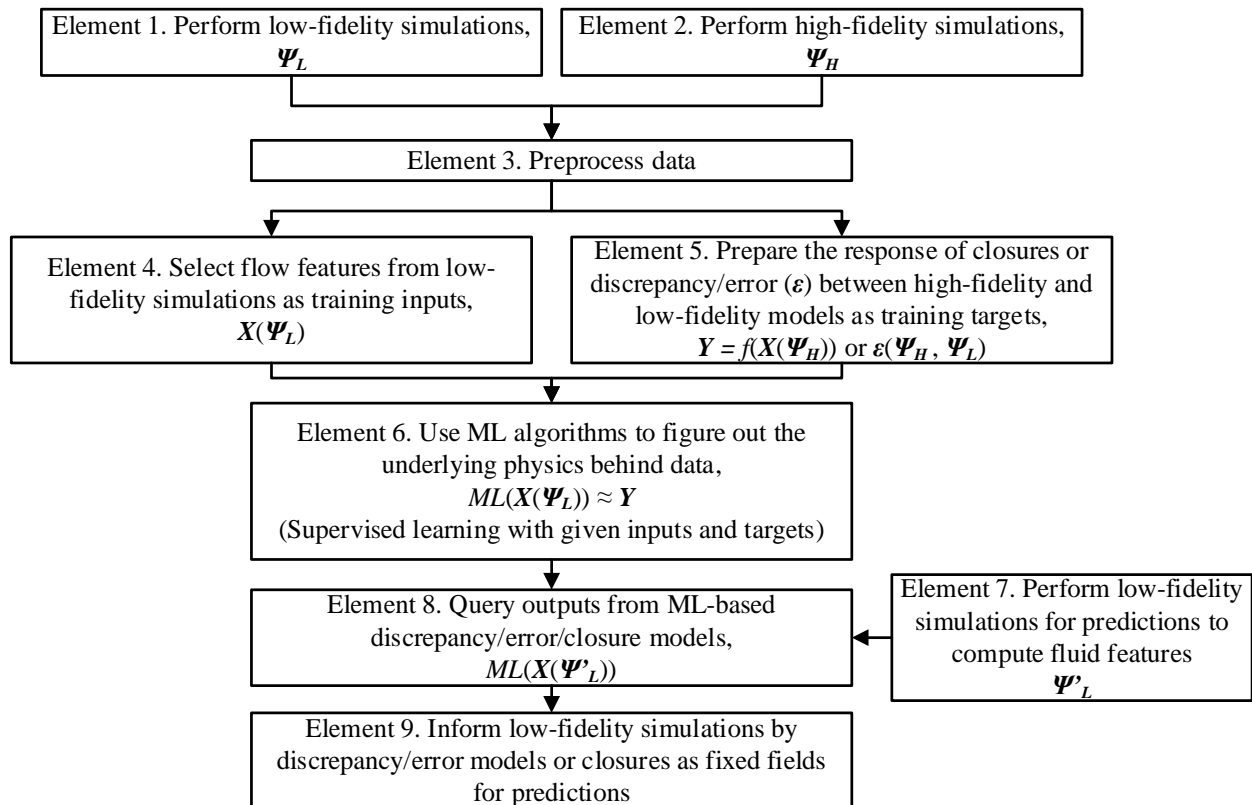 Element 1. Perform low-fidelity simulations,
Ψ_L
Element 2. Perform high-fidelity simulations,
Ψ_H
Element 3. Preprocess data
Element 4. Select flow features from low-
fidelity simulations as training inputs,
X(Ψ_L)
Element 5. Prepare the response of closures or
discrepancy/error (ε) between high-fidelity and
low-fidelity models as training targets,
Y = f(X(Ψ_H)) or ε(Ψ_H , Ψ_L)
Element 6. Use ML algorithms to figure out the
underlying physics behind data,
ML(X(Ψ_L)) ≈ Y
(Supervised learning with given inputs and targets)
Element 7. Perform low-fidelity
simulations for predictions to
compute fluid features
Ψ’_L
Element 8. Query outputs from ML-based
discrepancy/error/closure models,
ML(X(Ψ’_L))
Element 9. Inform low-fidelity simulations by
discrepancy/error models or closures as fixed fields
for predictions